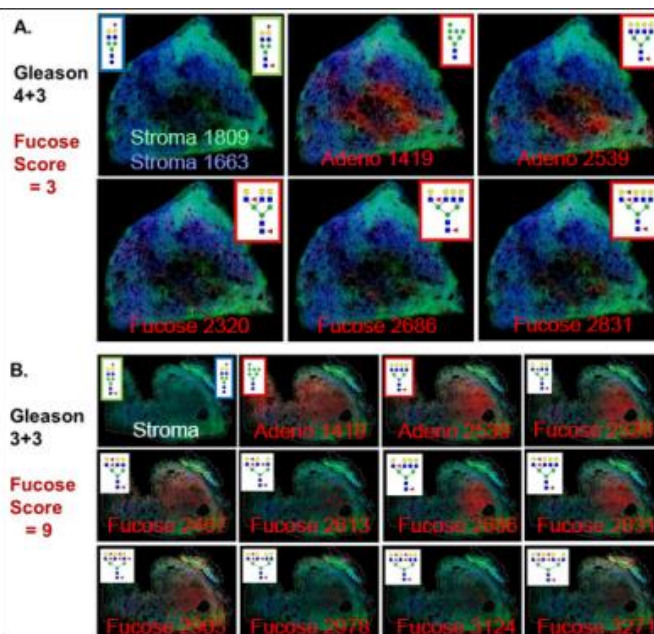 A.
Gleason
4+3
Fucose
Score
= 3
Stroma 1809
Stroma 1663
Adeno 1419
Adeno 2539
Fucose 2320
Fucose 2686
Fucose 2831
B.
Gleason
3+3
Fucose
Score
= 9
Stroma
Adeno 1419
Adeno 2539
Fucose
Fucose 2467
Fucose 2613
Fucose 2686
Fucose 2831
Fucose
Fucose 2978
Fucose 3124
Fucose 3271